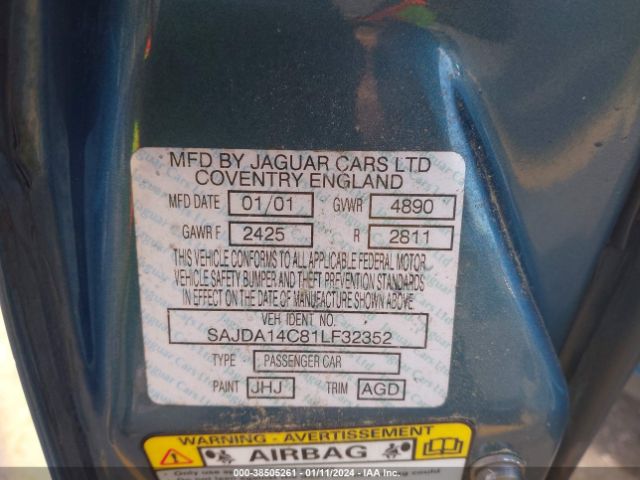 MFD BY JAGUAR CARS LTD
COVENTRY ENGLAND
MFD DATE 01/01 GVWR 4890
GAWR F 2425 R 2811
THIS VEHICLE CONFORMS TO ALL APPLICABLE FEDERAL MOTOR
VEHICLE SAFETY BUMPER AND THEFT PREVENTION STANDARDS
IN EFFECT ON THE DATE OF MANUFACTURE SHOWN ABOVE
VEH IDENT NO.
SAJDA14C81LF32352
TYPE PASSENGER CAR
PAINT JHJ TRIM AGD
WARNING - AVERTISSEMENT
AIRBAG
Only use
could
000-38505261 - 01/11/2024 - IAA Inc.